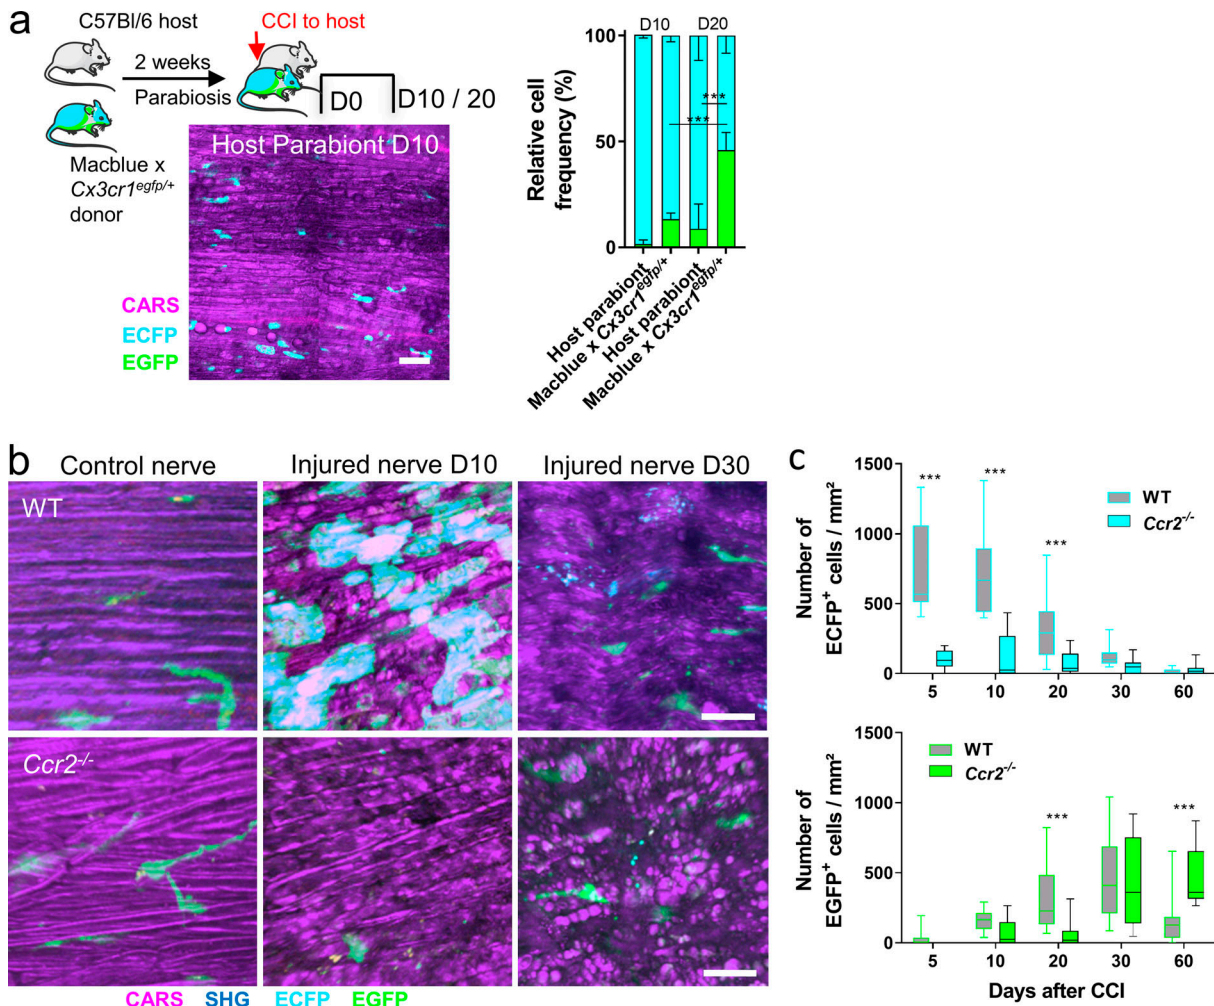 a
C57Bl/6 host
CCI to host
2 weeks
Parabiosis
D0
D10 / 20
Macblue x
Cx3cr1egfp/+
donor
Host Parabiont D10
CARS
ECFP
EGFP
D10 D20
Relative cell
frequency (%)
100
50
0
***
***
Host parabiont
Macblue x Cx3cr1egfp/+
Host parabiont
Macblue x Cx3cr1egfp/+
b
Control nerve
Injured nerve D10
Injured nerve D30
WT
Ccr2-/-
CARS SHG ECFP EGFP
c
Number of
ECFP+ cells / mm²
1500
1000
500
0
*** *** ***
WT
Ccr2-/-
5 10 20 30 60
Number of
EGFP+ cells / mm²
1500
1000
500
0
WT
Ccr2-/-
*** ***
5 10 20 30 60
Days after CCI